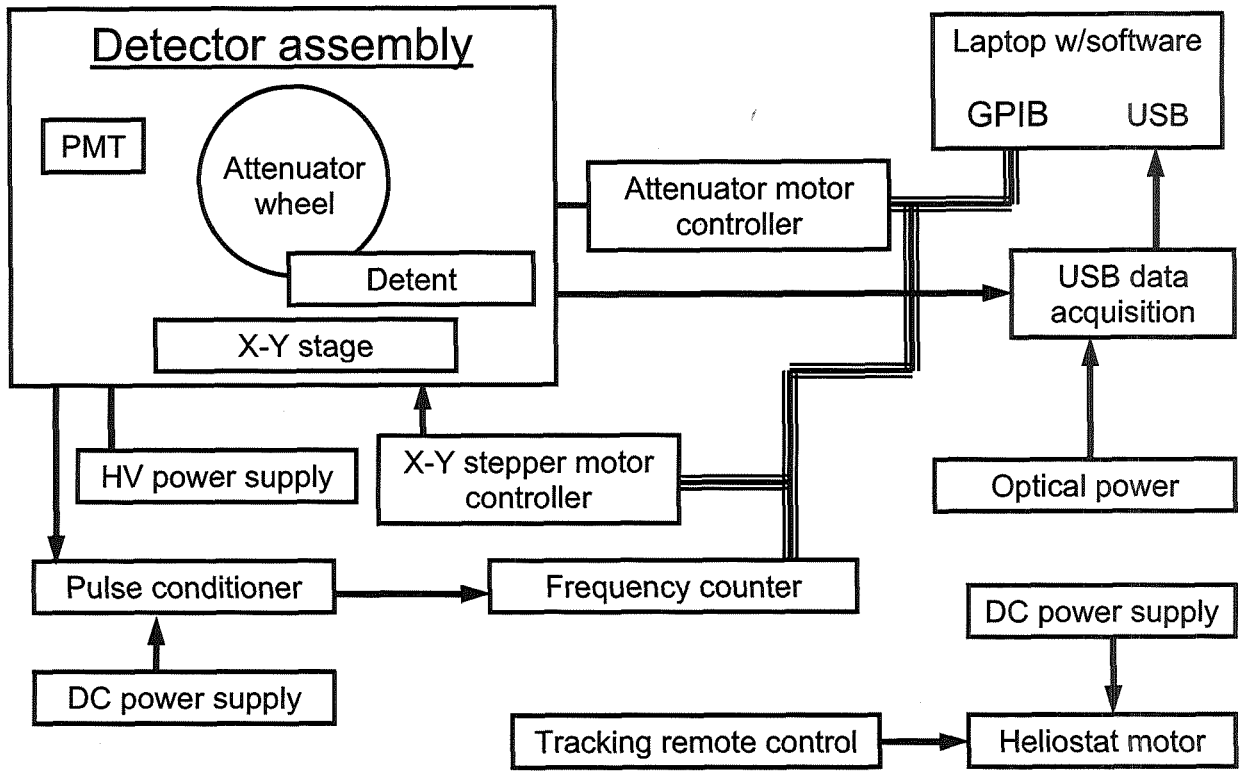 Detector assembly
PMT
Attenuator
wheel
Detent
X-Y stage
Laptop w/software
GPIB USB
Attenuator motor
controller
USB data
acquisition
HV power supply
X-Y stepper motor
controller
Optical power
Pulse conditioner
Frequency counter
DC power supply
DC power supply
Tracking remote control
Heliostat motor